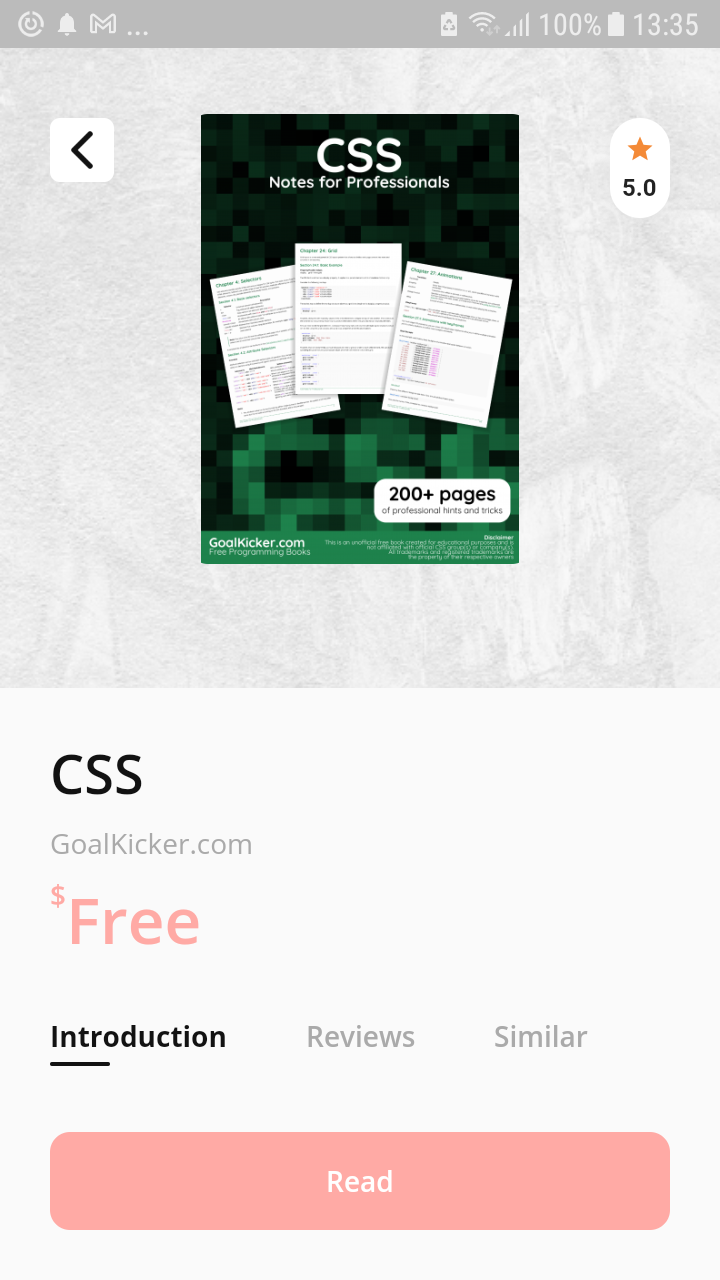 ... 100% 13:35
5.0
CSS
Notes for Professionals
Chapter 4: Selectors
Chapter 24: Grid
Chapter 27: Animations
200+ pages
of professional hints and tricks
GoalKicker.com
Free Programming Books
Disclaimer
This is an unofficial free book created for educational purposes and is
not affiliated with official CSS group(s) or company(s).
All trademarks and registered trademarks are
the property of their respective owners
CSS
GoalKicker.com
$Free
Introduction Reviews Similar
Read